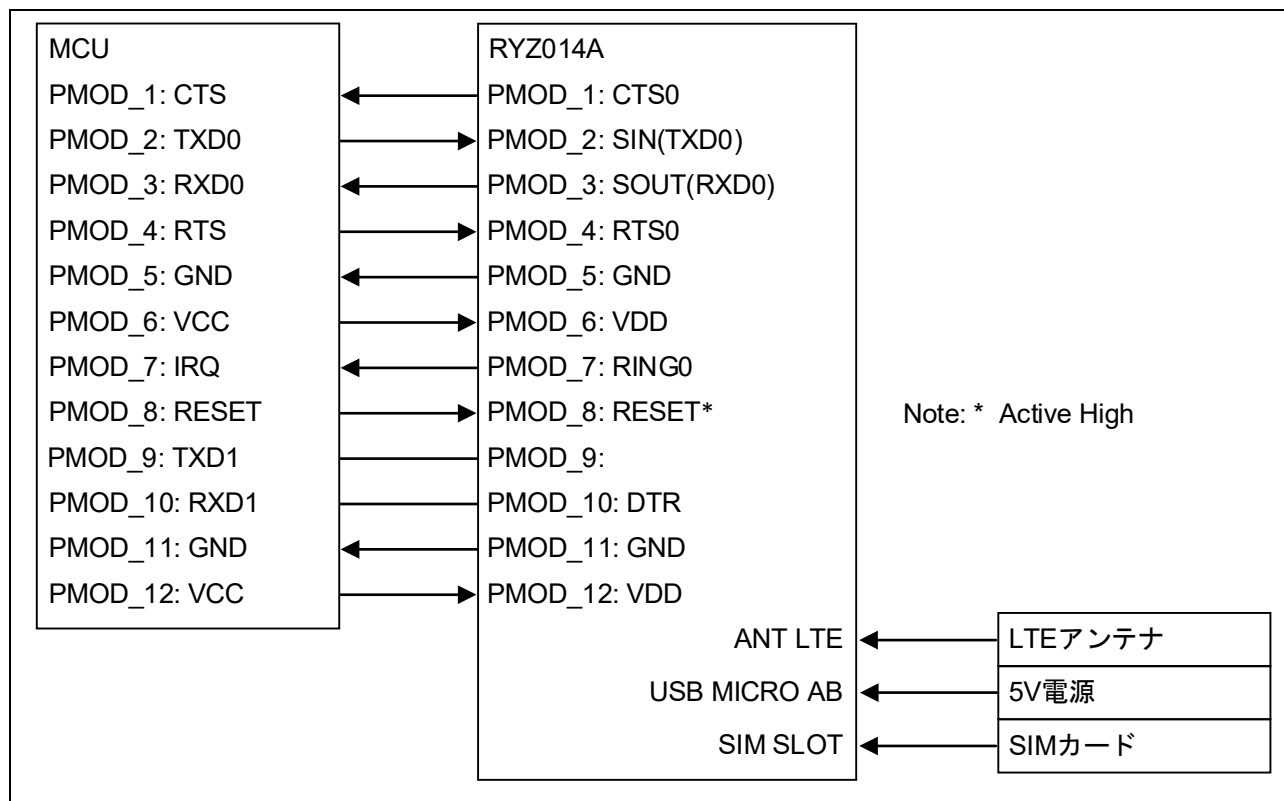 MCU
PMOD_1: CTS
PMOD_2: TXD0
PMOD_3: RXD0
PMOD_4: RTS
PMOD_5: GND
PMOD_6: VCC
PMOD_7: IRQ
PMOD_8: RESET
PMOD_9: TXD1
PMOD_10: RXD1
PMOD_11: GND
PMOD_12: VCC
RYZ014A
PMOD_1: CTS0
PMOD_2: SIN(TXD0)
PMOD_3: SOUT(RXD0)
PMOD_4: RTS0
PMOD_5: GND
PMOD_6: VDD
PMOD_7: RING0
PMOD_8: RESET*
PMOD_9:
PMOD_10: DTR
PMOD_11: GND
PMOD_12: VDD
ANT LTE
USB MICRO AB
SIM SLOT
Note: * Active High
LTEアンテナ
5V電源
SIMカード